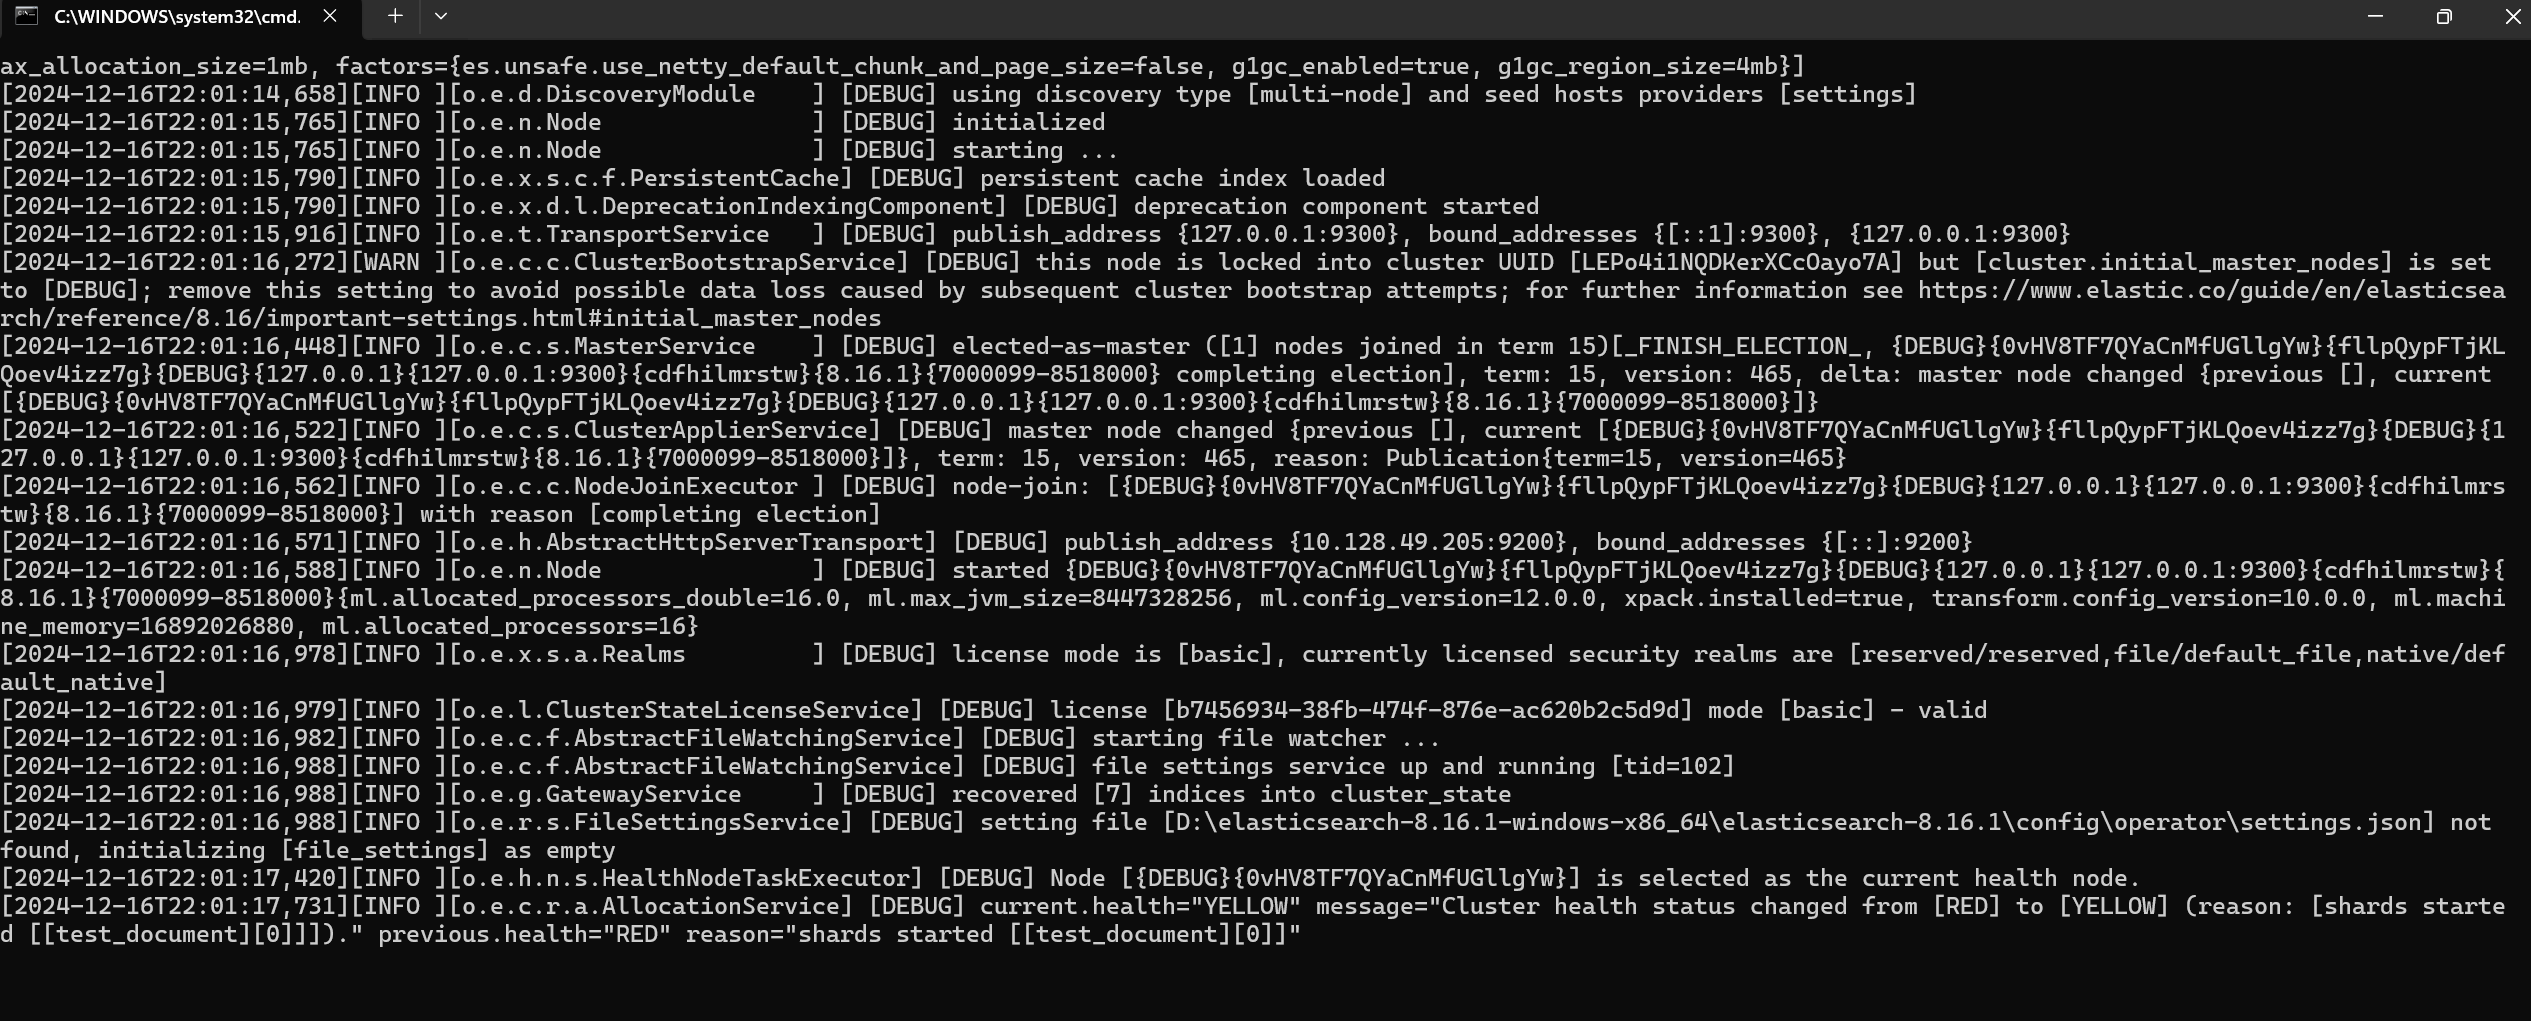 C:\WINDOWS\system32\cmd.
ax_allocation_size=1mb, factors={es.unsafe.use_netty_default_chunk_and_page_size=false, g1gc_enabled=true, g1gc_region_size=4mb}]
[2024-12-16T22:01:14,658][INFO ][o.e.d.DiscoveryModule    ] [DEBUG] using discovery type [multi-node] and seed hosts providers [settings]
[2024-12-16T22:01:15,765][INFO ][o.e.n.Node               ] [DEBUG] initialized
[2024-12-16T22:01:15,765][INFO ][o.e.n.Node               ] [DEBUG] starting ...
[2024-12-16T22:01:15,790][INFO ][o.e.x.s.c.f.PersistentCache] [DEBUG] persistent cache index loaded
[2024-12-16T22:01:15,790][INFO ][o.e.x.d.l.DeprecationIndexingComponent] [DEBUG] deprecation component started
[2024-12-16T22:01:15,916][INFO ][o.e.t.TransportService   ] [DEBUG] publish_address {127.0.0.1:9300}, bound_addresses {[::1]:9300}, {127.0.0.1:9300}
[2024-12-16T22:01:16,272][WARN ][o.e.c.c.ClusterBootstrapService] [DEBUG] this node is locked into cluster UUID [LEPo4i1NQDKerXCcOayo7A] but [cluster.initial_master_nodes] is set
to [DEBUG]; remove this setting to avoid possible data loss caused by subsequent cluster bootstrap attempts; for further information see https://www.elastic.co/guide/en/elasticsea
rch/reference/8.16/important-settings.html#initial_master_nodes
[2024-12-16T22:01:16,448][INFO ][o.e.c.s.MasterService    ] [DEBUG] elected-as-master ([1] nodes joined in term 15)[_FINISH_ELECTION_, {DEBUG}{0vHV8TF7QYaCnMfUGllgYw}{fllpQypFTjKL
Qoev4izz7g}{DEBUG}{127.0.0.1}{127.0.0.1:9300}{cdfhilmrstw}{8.16.1}{7000099-8518000} completing election], term: 15, version: 465, delta: master node changed {previous [], current
[{DEBUG}{0vHV8TF7QYaCnMfUGllgYw}{fllpQypFTjKLQoev4izz7g}{DEBUG}{127.0.0.1}{127.0.0.1:9300}{cdfhilmrstw}{8.16.1}{7000099-8518000}]}
[2024-12-16T22:01:16,522][INFO ][o.e.c.s.ClusterApplierService] [DEBUG] master node changed {previous [], current [{DEBUG}{0vHV8TF7QYaCnMfUGllgYw}{fllpQypFTjKLQoev4izz7g}{DEBUG}{1
27.0.0.1}{127.0.0.1:9300}{cdfhilmrstw}{8.16.1}{7000099-8518000}]}, term: 15, version: 465, reason: Publication{term=15, version=465}
[2024-12-16T22:01:16,562][INFO ][o.e.c.c.NodeJoinExecutor ] [DEBUG] node-join: [{DEBUG}{0vHV8TF7QYaCnMfUGllgYw}{fllpQypFTjKLQoev4izz7g}{DEBUG}{127.0.0.1}{127.0.0.1:9300}{cdfhilmrs
tw}{8.16.1}{7000099-8518000}] with reason [completing election]
[2024-12-16T22:01:16,571][INFO ][o.e.h.AbstractHttpServerTransport] [DEBUG] publish_address {10.128.49.205:9200}, bound_addresses {[::]:9200}
[2024-12-16T22:01:16,588][INFO ][o.e.n.Node               ] [DEBUG] started {DEBUG}{0vHV8TF7QYaCnMfUGllgYw}{fllpQypFTjKLQoev4izz7g}{DEBUG}{127.0.0.1}{127.0.0.1:9300}{cdfhilmrstw}{
8.16.1}{7000099-8518000}{ml.allocated_processors_double=16.0, ml.max_jvm_size=8447328256, ml.config_version=12.0.0, xpack.installed=true, transform.config_version=10.0.0, ml.machi
ne_memory=16892026880, ml.allocated_processors=16}
[2024-12-16T22:01:16,978][INFO ][o.e.x.s.a.Realms         ] [DEBUG] license mode is [basic], currently licensed security realms are [reserved/reserved,file/default_file,native/def
ault_native]
[2024-12-16T22:01:16,979][INFO ][o.e.l.ClusterStateLicenseService] [DEBUG] license [b7456934-38fb-474f-876e-ac620b2c5d9d] mode [basic] - valid
[2024-12-16T22:01:16,982][INFO ][o.e.c.f.AbstractFileWatchingService] [DEBUG] starting file watcher ...
[2024-12-16T22:01:16,988][INFO ][o.e.c.f.AbstractFileWatchingService] [DEBUG] file settings service up and running [tid=102]
[2024-12-16T22:01:16,988][INFO ][o.e.g.GatewayService     ] [DEBUG] recovered [7] indices into cluster_state
[2024-12-16T22:01:16,988][INFO ][o.e.r.s.FileSettingsService] [DEBUG] setting file [D:\elasticsearch-8.16.1-windows-x86_64\elasticsearch-8.16.1\config\operator\settings.json] not
found, initializing [file_settings] as empty
[2024-12-16T22:01:17,420][INFO ][o.e.h.n.s.HealthNodeTaskExecutor] [DEBUG] Node [{DEBUG}{0vHV8TF7QYaCnMfUGllgYw}] is selected as the current health node.
[2024-12-16T22:01:17,731][INFO ][o.e.c.r.a.AllocationService] [DEBUG] current.health="YELLOW" message="Cluster health status changed from [RED] to [YELLOW] (reason: [shards starte
d [[test_document][0]]])." previous.health="RED" reason="shards started [[test_document][0]]"